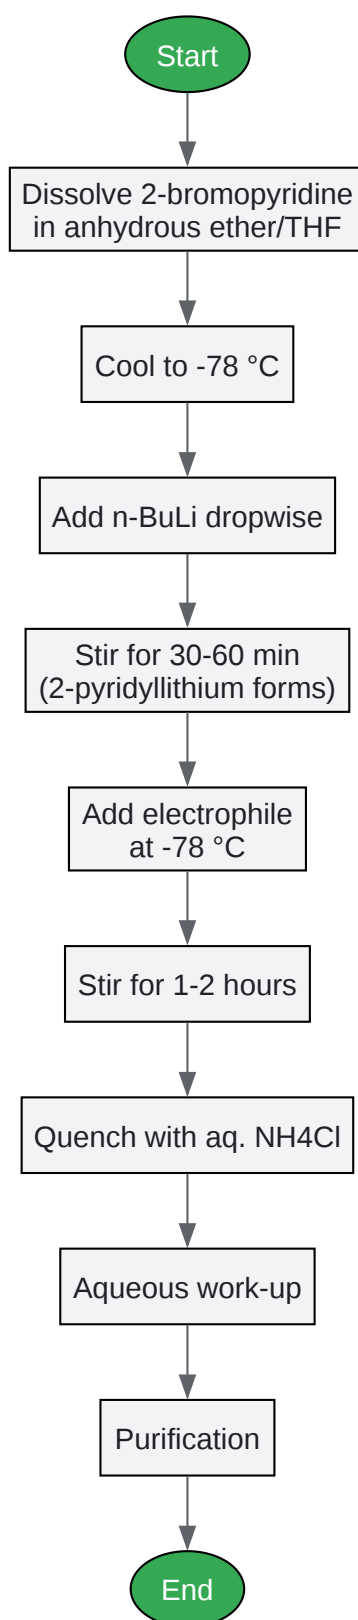 Start
Dissolve 2-bromopyridine
in anhydrous ether/THF
Cool to -78 °C
Add n-BuLi dropwise
Stir for 30-60 min
(2-pyridyllithium forms)
Add electrophile
at -78 °C
Stir for 1-2 hours
Quench with aq. NH4Cl
Aqueous work-up
Purification
End